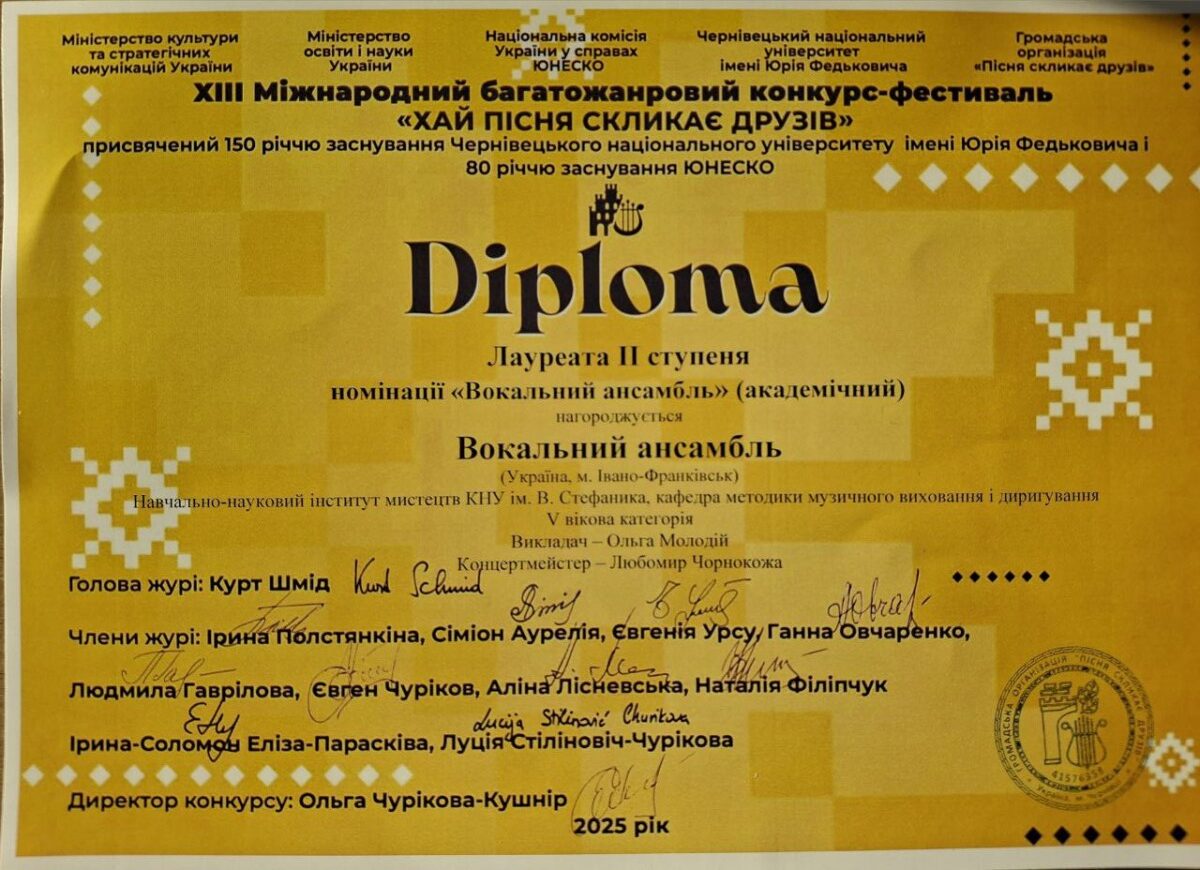 Міністерство культури
та стратегічних
комунікацій України
Міністерство
освіти і науки
України
Національна комісія
України у справах
ЮНЕСКО
Чернівецький національний
університет
імені Юрія Федьковича
Громадська
організація
«Пісня скликає друзів»
XIII Міжнародний багатожанровий конкурс-фестиваль
«ХАЙ ПІСНЯ СКЛИКАЄ ДРУЗІВ»
присвячений 150 річчю заснування Чернівецького національного університету імені Юрія Федьковича і
80 річчю заснування ЮНЕСКО
Diploma
Лауреата II ступеня
номінації «Вокальний ансамбль» (академічний)
нагороджується
Вокальний ансамбль
(Україна, м. Івано-Франківськ)
Навчально-науковий інститут мистецтв КНУ ім. В. Стефаника, кафедра методики музичного виховання і диригування
V вікова категорія
Викладач – Ольга Молодій
Концертмейстер – Любомир Чорнокожа
Голова журі: Курт Шмід Kurt Schmid
Члени журі: Ірина Полстянкіна, Сіміон Аурелія, Євгенія Урсу, Ганна Овчаренко,
Людмила Гаврілова, Євген Чуріков, Аліна Лісневська, Наталія Філіпчук
Lucija Stilinović Churikova
Ірина-Соломон Еліза-Парасківа, Луція Стіліновіч-Чурікова
Директор конкурсу: Ольга Чурікова-Кушнір
2025 рік
ГРОМАДСЬКА ОРГАНІЗАЦІЯ "ПІСНЯ СКЛИКАЄ ДРУЗІВ"
41576358